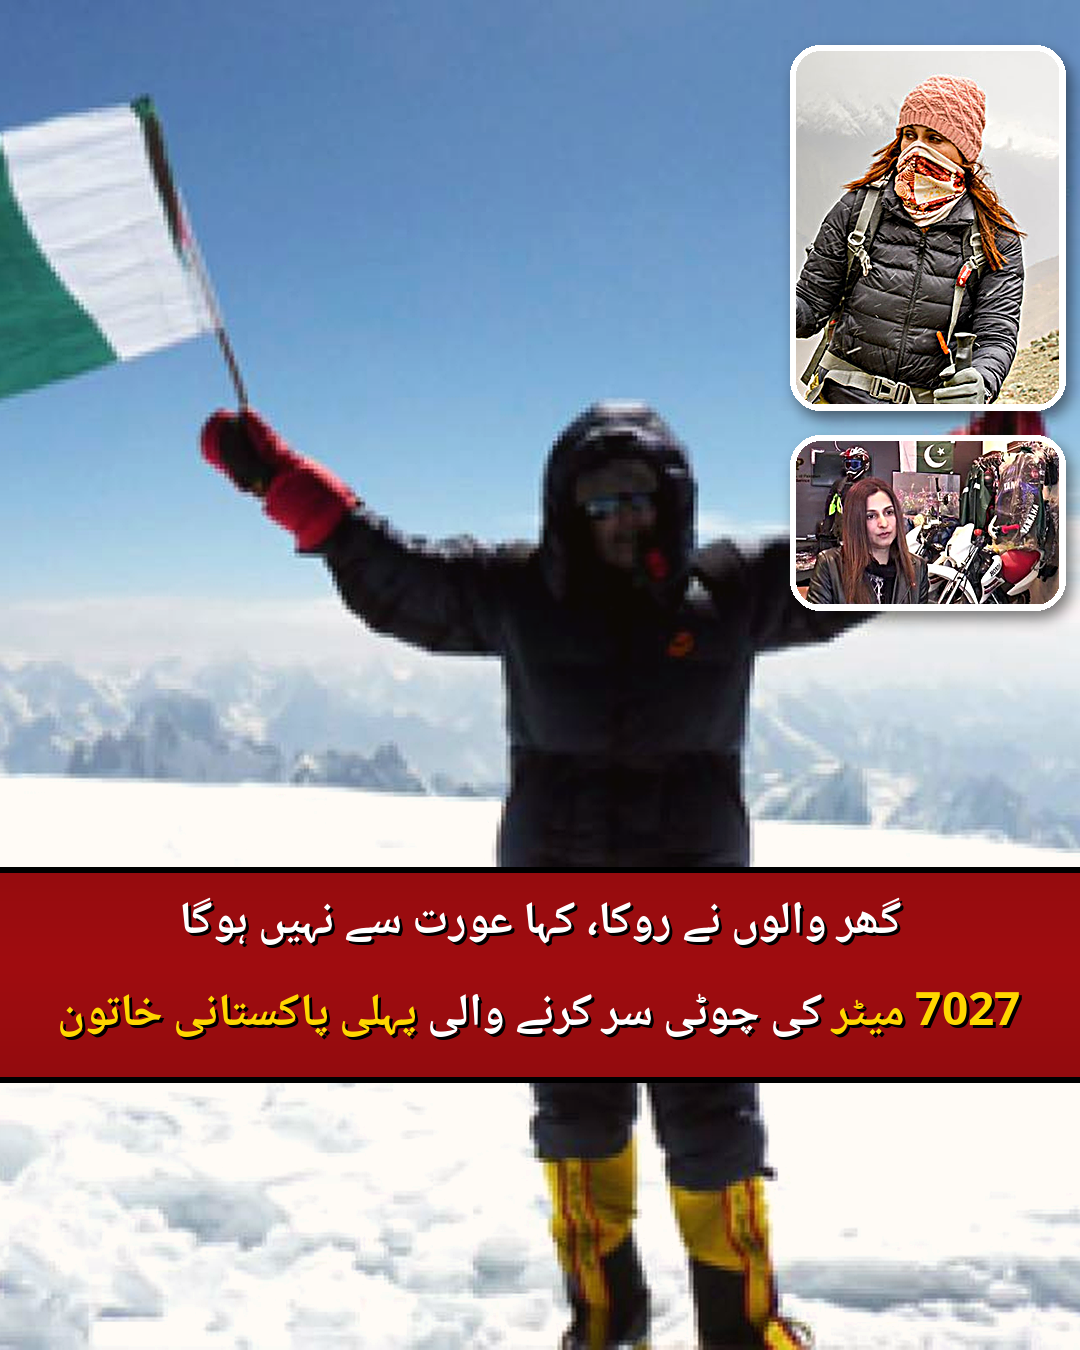 گھر والوں نے روکا، کہا عورت سے نہیں ہوگا
7027 میٹر کی چوٹی سر کرنے والی پہلی پاکستانی خاتون